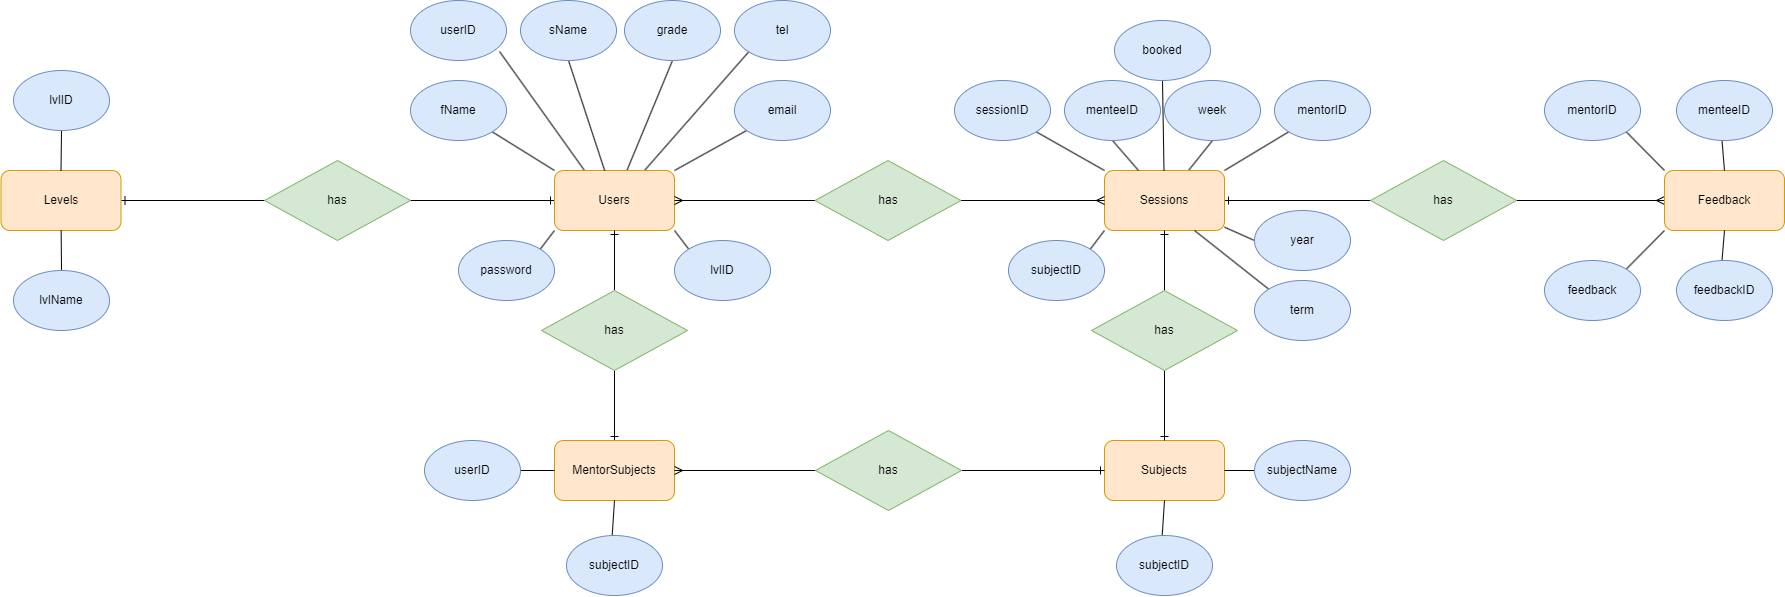 userID
sName
grade
tel
booked
lvlID
fName
email
sessionID
menteeID
week
mentorID
mentorID
menteeID
Levels
has
Users
has
Sessions
has
Feedback
year
password
lvlID
subjectID
feedback
feedbackID
lvlName
term
has
has
userID
MentorSubjects
has
Subjects
subjectName
subjectID
subjectID